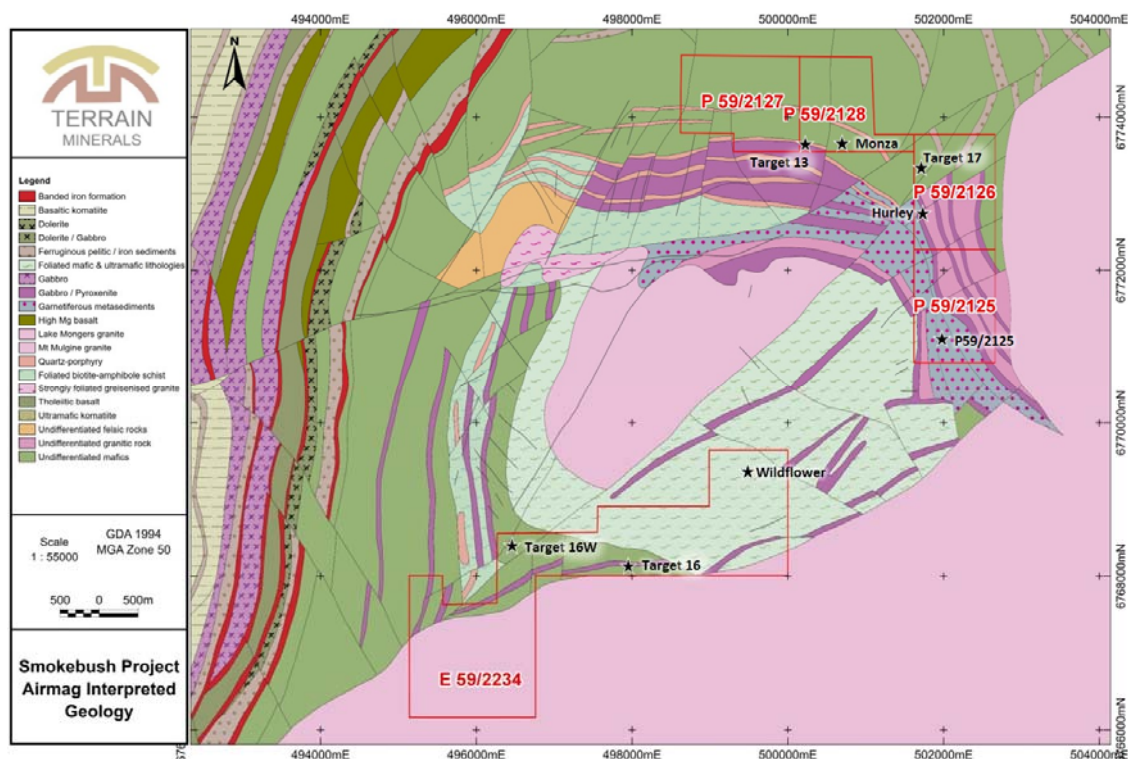 494000mE 496000mE 498000mE 500000mE 502000mE 504000mE
N
TERRAIN
MINERALS
Legend
Banded iron formation
Basaltic komatiite
Dolerite
Dolerite / Gabbro
Ferruginous pelitic / iron sediments
Foliated mafic & ultramafic lithologies
Gabbro
Gabbro / Pyroxenite
Garnetiferous metasediments
High Mg basalt
Lake Mongers granite
Mt Mulgine granite
Quartz-porphyry
Foliated biotite-amphibole schist
Strongly foliated greisenised granite
Tholeiitic basalt
Ultramafic komatiite
Undifferentiated felsic rocks
Undifferentiated granitic rock
Undifferentiated mafics
Scale
1 : 55000
GDA 1994
MGA Zone 50
500 0 500m
Smokebush Project
Airmag Interpreted
Geology
P 59/2127
P 59/2128
Monza
Target 13
Target 17
P 59/2126
Hurley
P 59/2125
P59/2125
Wildflower
Target 16W
Target 16
E 59/2234
6774000mN
6772000mN
6770000mN
6768000mN
6766000mN
494000mE 496000mE 498000mE 500000mE 502000mE 504000mE